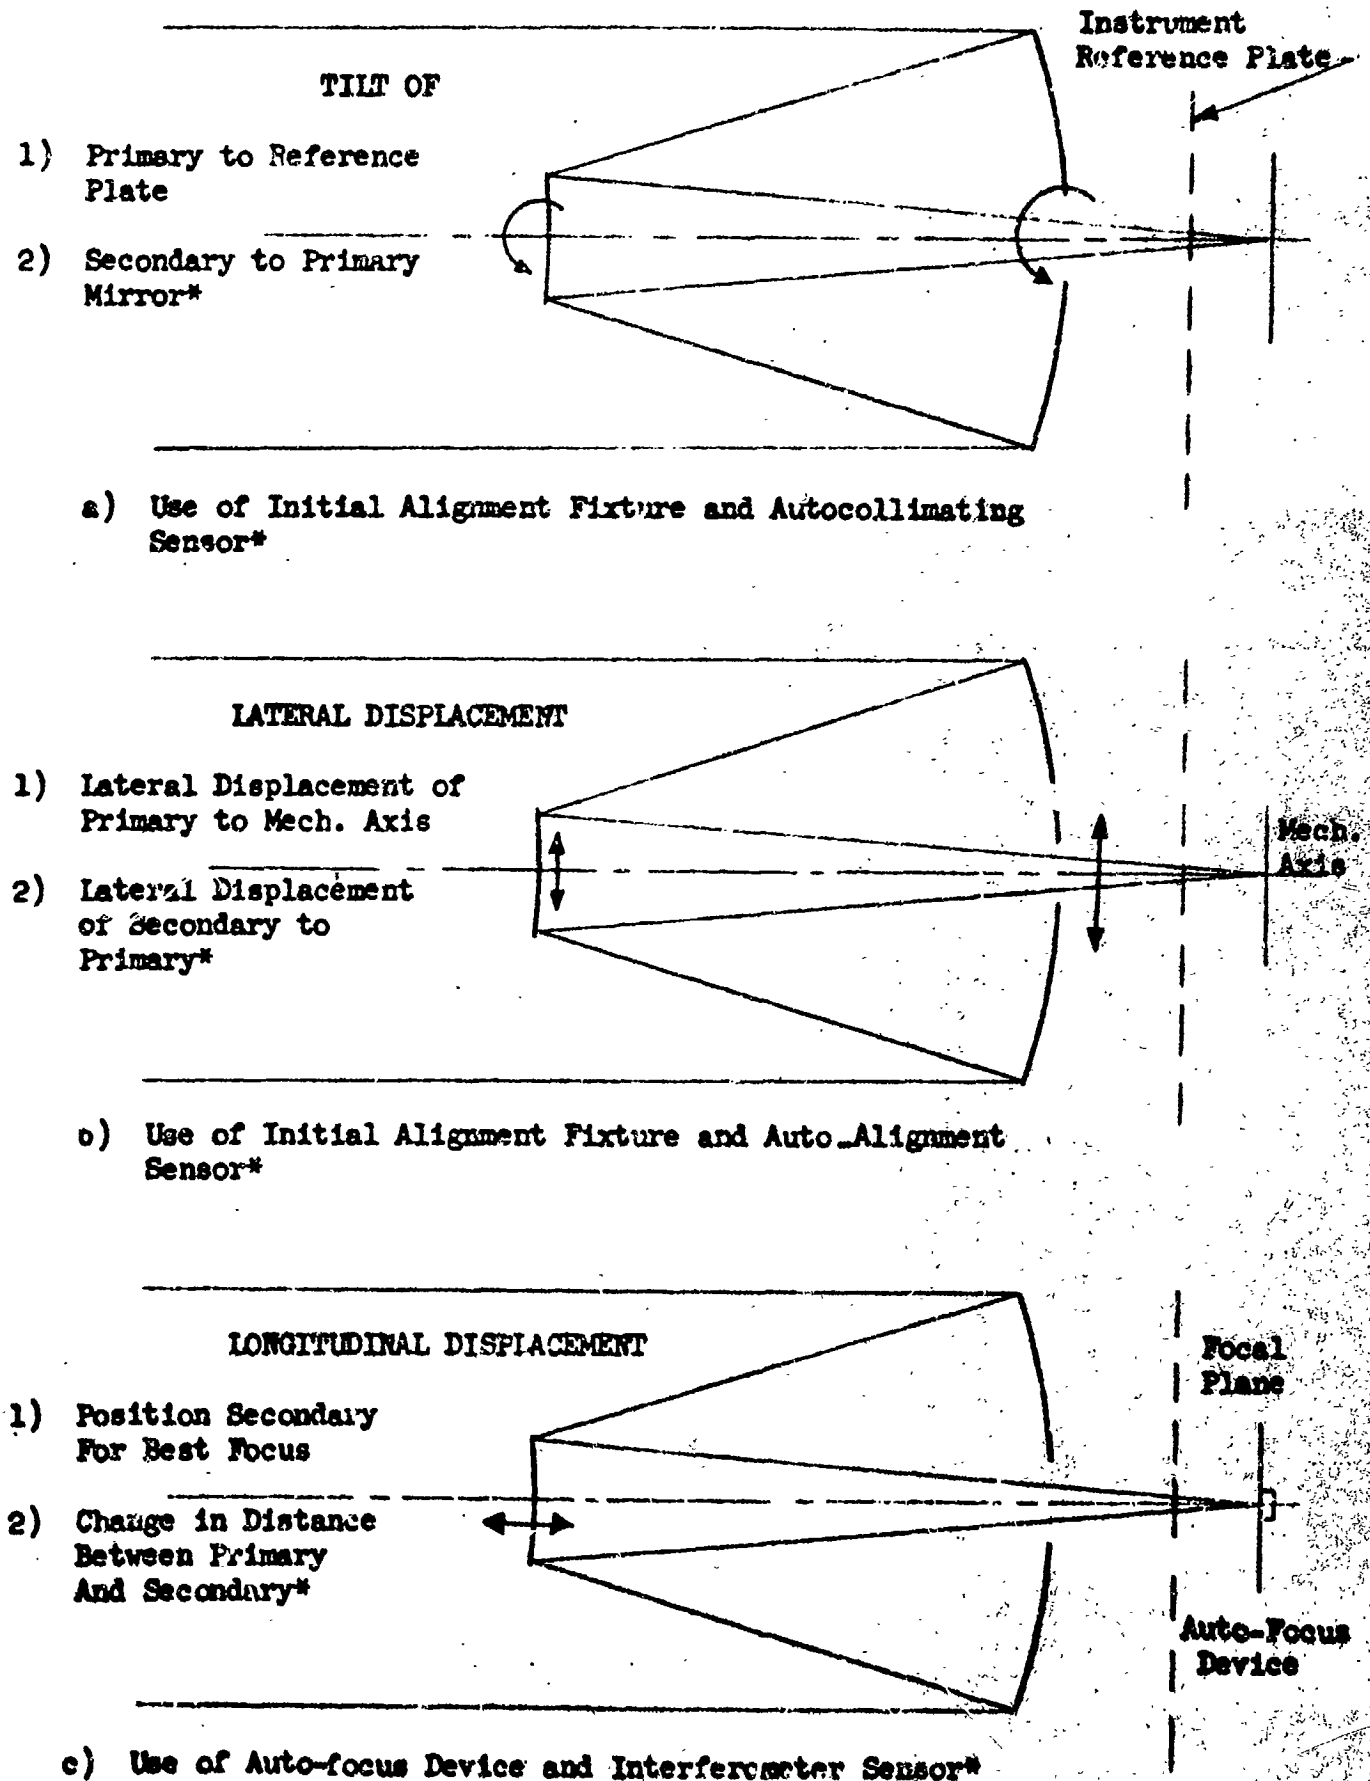 Instrument
Reference Plate
TILT OF
1) Primary to Reference
Plate
2) Secondary to Primary
Mirror*
a) Use of Initial Alignment Fixture and Autocollimating
Sensor*
LATERAL DISPLACEMENT
1) Lateral Displacement of
Primary to Mech. Axis
2) Lateral Displacement
of Secondary to
Primary*
Mech.
Axis
b) Use of Initial Alignment Fixture and Auto-Alignment
Sensor*
LONGITUDINAL DISPLACEMENT
1) Position Secondary
For Best Focus
2) Change in Distance
Between Primary
And Secondary*
Focal
Plane
Auto-Focus
Device
c) Use of Auto-focus Device and Interferometer Sensor*